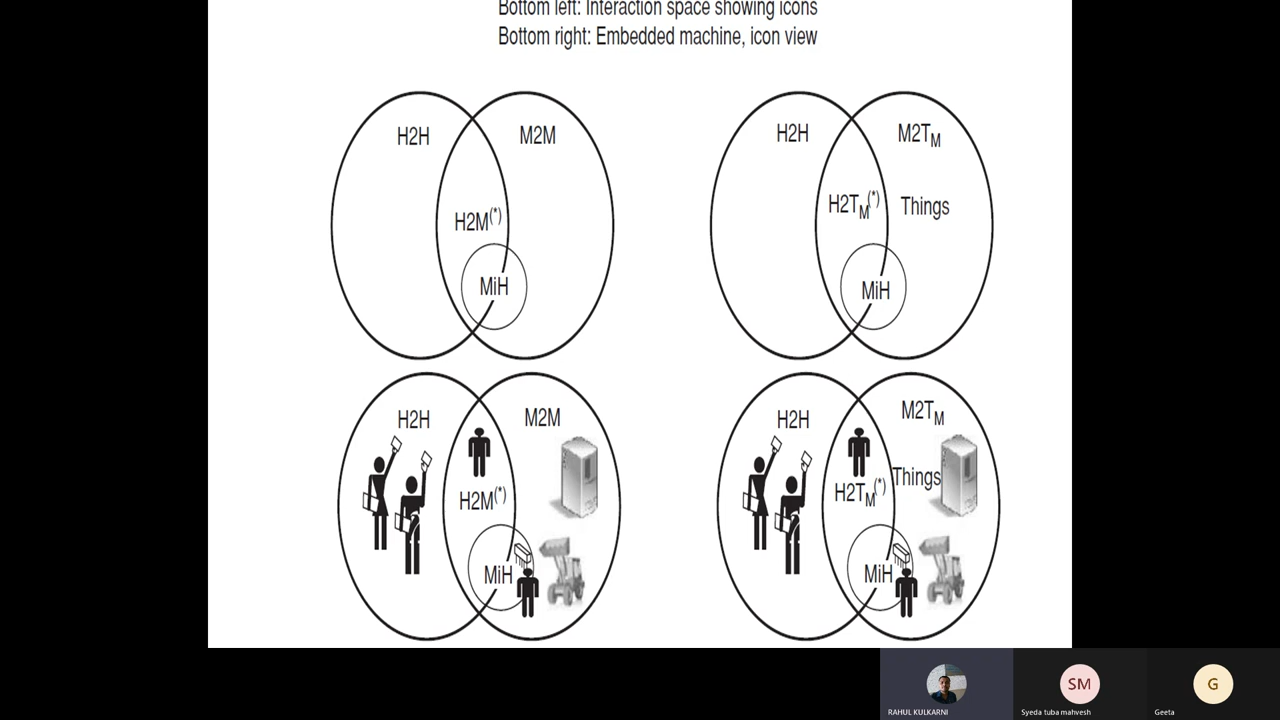 Bottom left: Interaction space showing icons
Bottom right: Embedded machine, icon view
H2H
M2M
H2M(*)
MiH
H2H
M2TM
H2TM(*)
Things
MiH
H2H
M2M
H2M(*)
MiH
H2H
M2TM
Things
H2TM(*)
MiH
RAHUL KULKARNI
SM
Syeda tuba mahvesh
G
Geeta